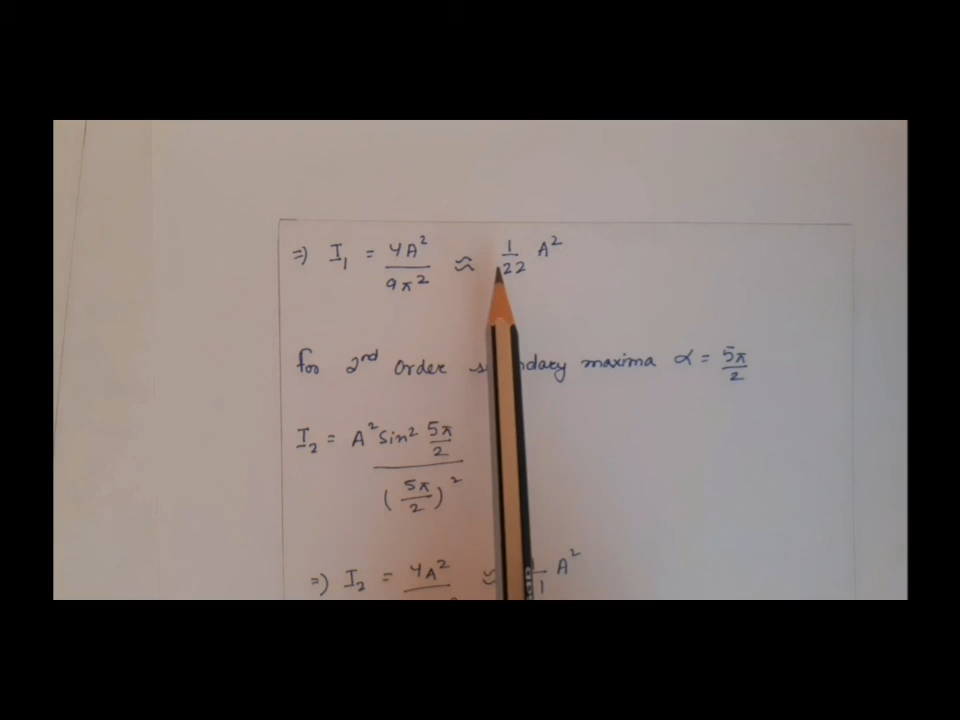 =) I₁ = 4A² / 9π² ≈ 1/22 A²
for 2nd Order maxima α = 5π/2
I₂ = A² Sin² 5π/2 / (5π/2)²
=) I₂ = 4A² ≈ A²